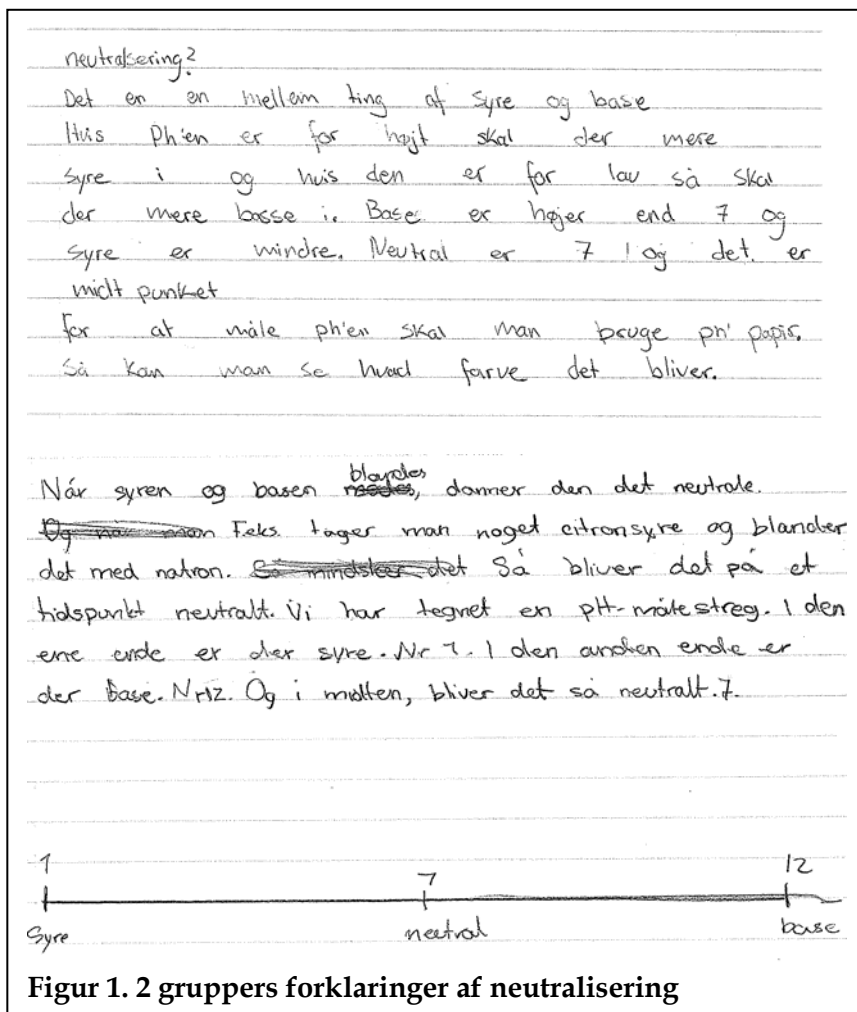 neutralsering?
Det er en mellem ting af syre og base
Hvis Ph'en er for højt skal der mere
syre i og hvis den er for lav så skal
der mere basse i. Base er højer end 7 og
syre er mindre. Neutral er 7 og det er
midt punket
for at måle ph'en skal man bruge ph' papir.
Så kan man se hvad farve det bliver.
Når syren og basen blandes, danner den det neutrale.
F.eks. tager man noget citronsyre og blander
det med natron. Så bliver det på et
tidspunkt neutralt. Vi har tegnet en pH-målestreg. I den
ene ende er der syre. Nr 1. I den anden ende er
der base. Nr12. Og i midten, bliver det så neutralt. 7.
1 7 12
Syre neutral base
Figur 1. 2 gruppers forklaringer af neutralisering